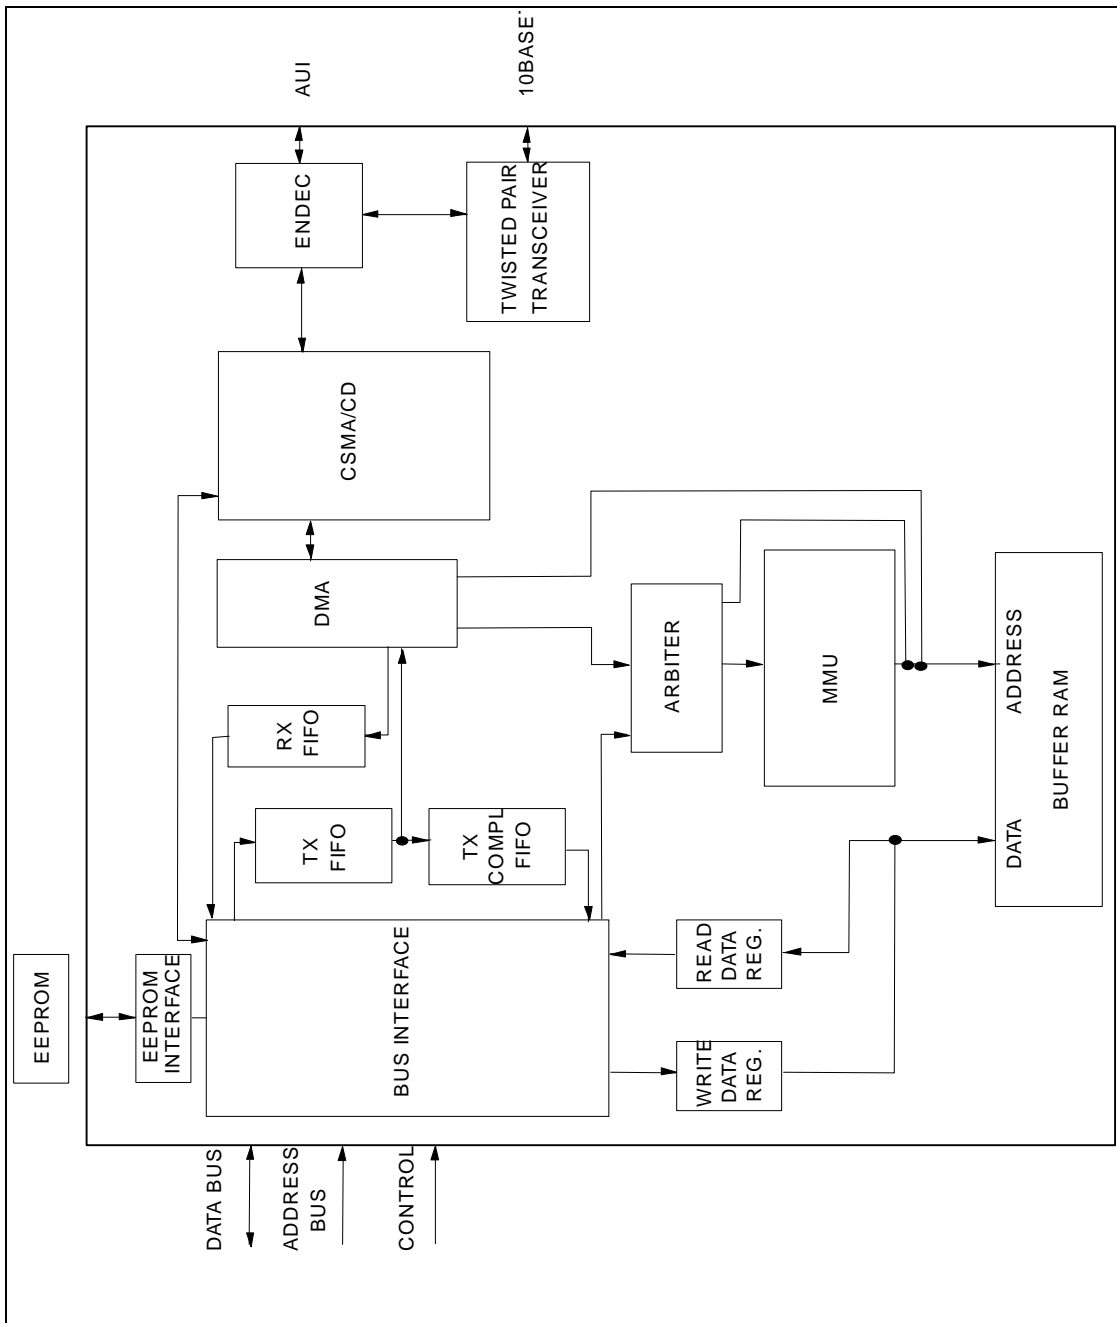 EEPROM
EEPROM
INTERFACE
DATA BUS
ADDRESS
BUS
CONTROL
BUS INTERFACE
TX
FIFO
RX
FIFO
TX
COMPL
FIFO
DMA
CSMA/CD
ENDEC
AUI
TWISTED PAIR
TRANSCEIVER
10BASE
WRITE
DATA
REG.
READ
DATA
REG.
ARBITER
MMU
DATA
ADDRESS
BUFFER RAM